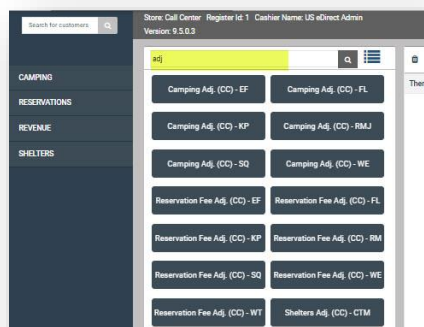 Search for customers
Store: Call Center Register Id: 1 Cashier Name: US eDirect Admin
Version: 9.5.0.3
adj
CAMPING
RESERVATIONS
REVENUE
SHELTERS
Camping Adj. (CC) - EF
Camping Adj. (CC) - FL
Camping Adj. (CC) - KP
Camping Adj. (CC) - RMJ
Camping Adj. (CC) - SQ
Camping Adj. (CC) - WE
Reservation Fee Adj. (CC) - EF
Reservation Fee Adj. (CC) - FL
Reservation Fee Adj. (CC) - KP
Reservation Fee Adj. (CC) - RM
Reservation Fee Adj. (CC) - SQ
Reservation Fee Adj. (CC) - WE
Reservation Fee Adj. (CC) - WT
Shelters Adj. (CC) - CTM
Ther